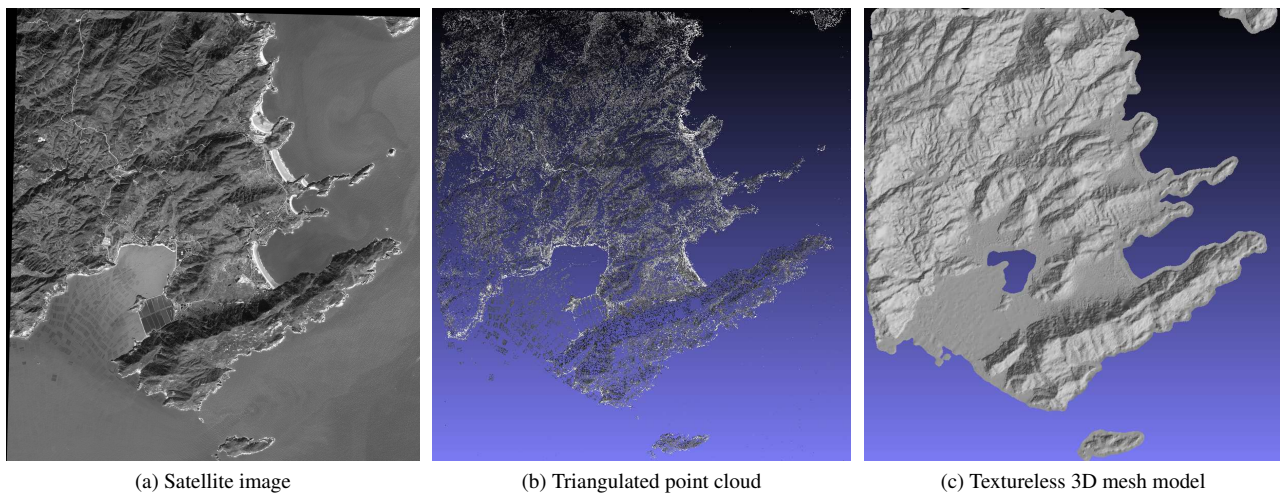 (a) Satellite image
(b) Triangulated point cloud
(c) Textureless 3D mesh model